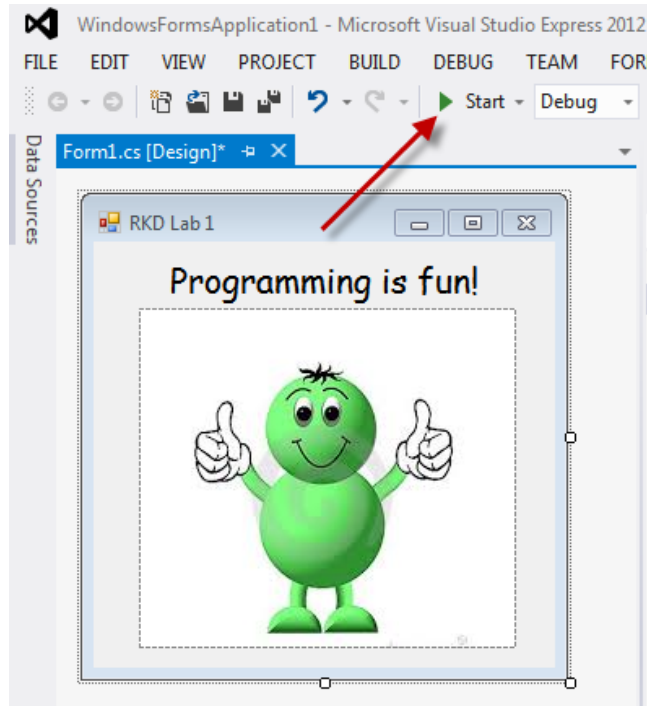 WindowsFormsApplication1 - Microsoft Visual Studio Express 2012
FILE EDIT VIEW PROJECT BUILD DEBUG TEAM FOR
Start Debug
Data Sources
Form1.cs [Design]*
RKD Lab 1
Programming is fun!